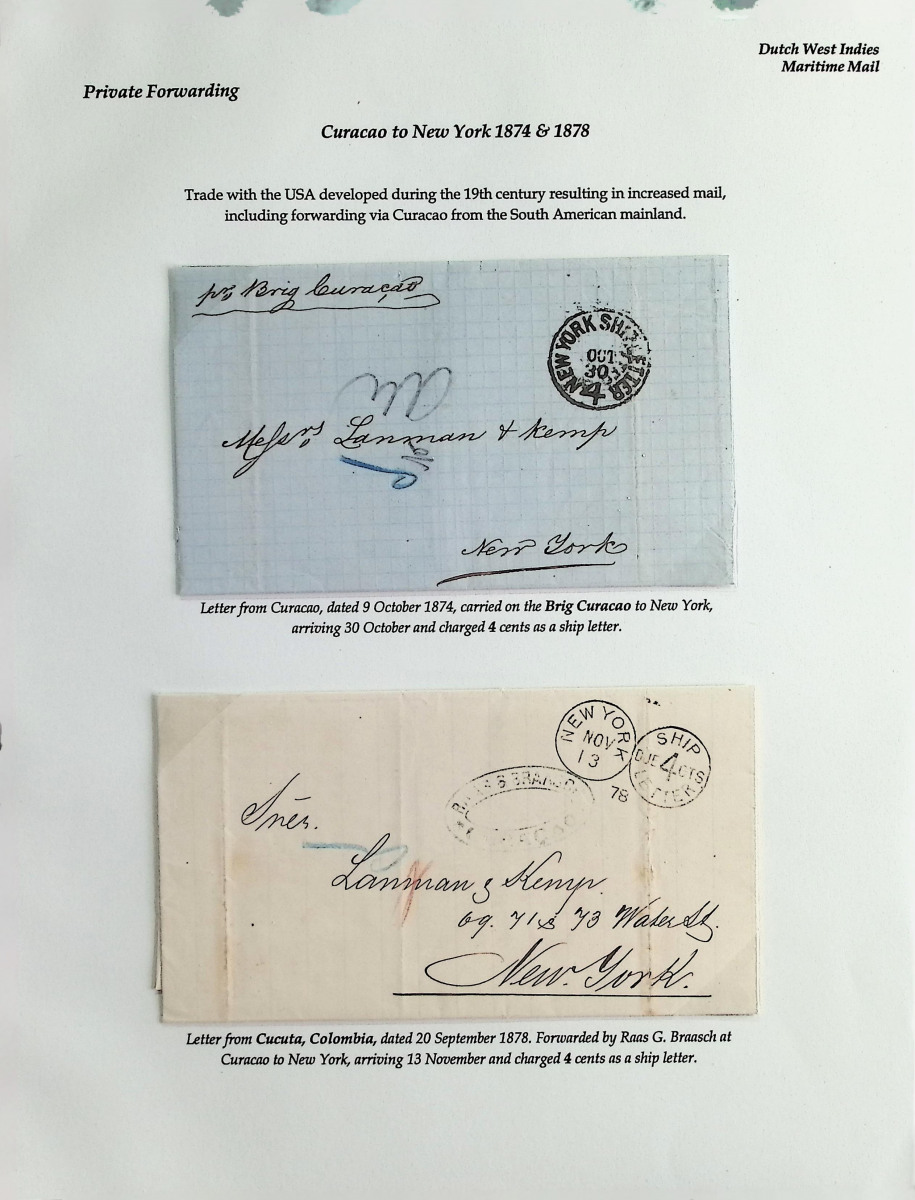 Dutch West Indies
Maritime Mail
Private Forwarding
Curacao to New York 1874 & 1878
Trade with the USA developed during the 19th century resulting in increased mail,
including forwarding via Curacao from the South American mainland.
pr Brig Curaçao
NEW YORK SHIP LETTER
OCT
30
4
Messrs Lanman & Kemp
New York
Letter from Curacao, dated 9 October 1874, carried on the Brig Curacao to New York,
arriving 30 October and charged 4 cents as a ship letter.
NEW YORK
NOV
13
78
SHIP
DUE 4 CTS
LETTER
Sñes.
Lanman & Kemp
69. 71 & 73 Water St.
New York.
Letter from Cucuta, Colombia, dated 20 September 1878. Forwarded by Raas G. Braasch at
Curacao to New York, arriving 13 November and charged 4 cents as a ship letter.